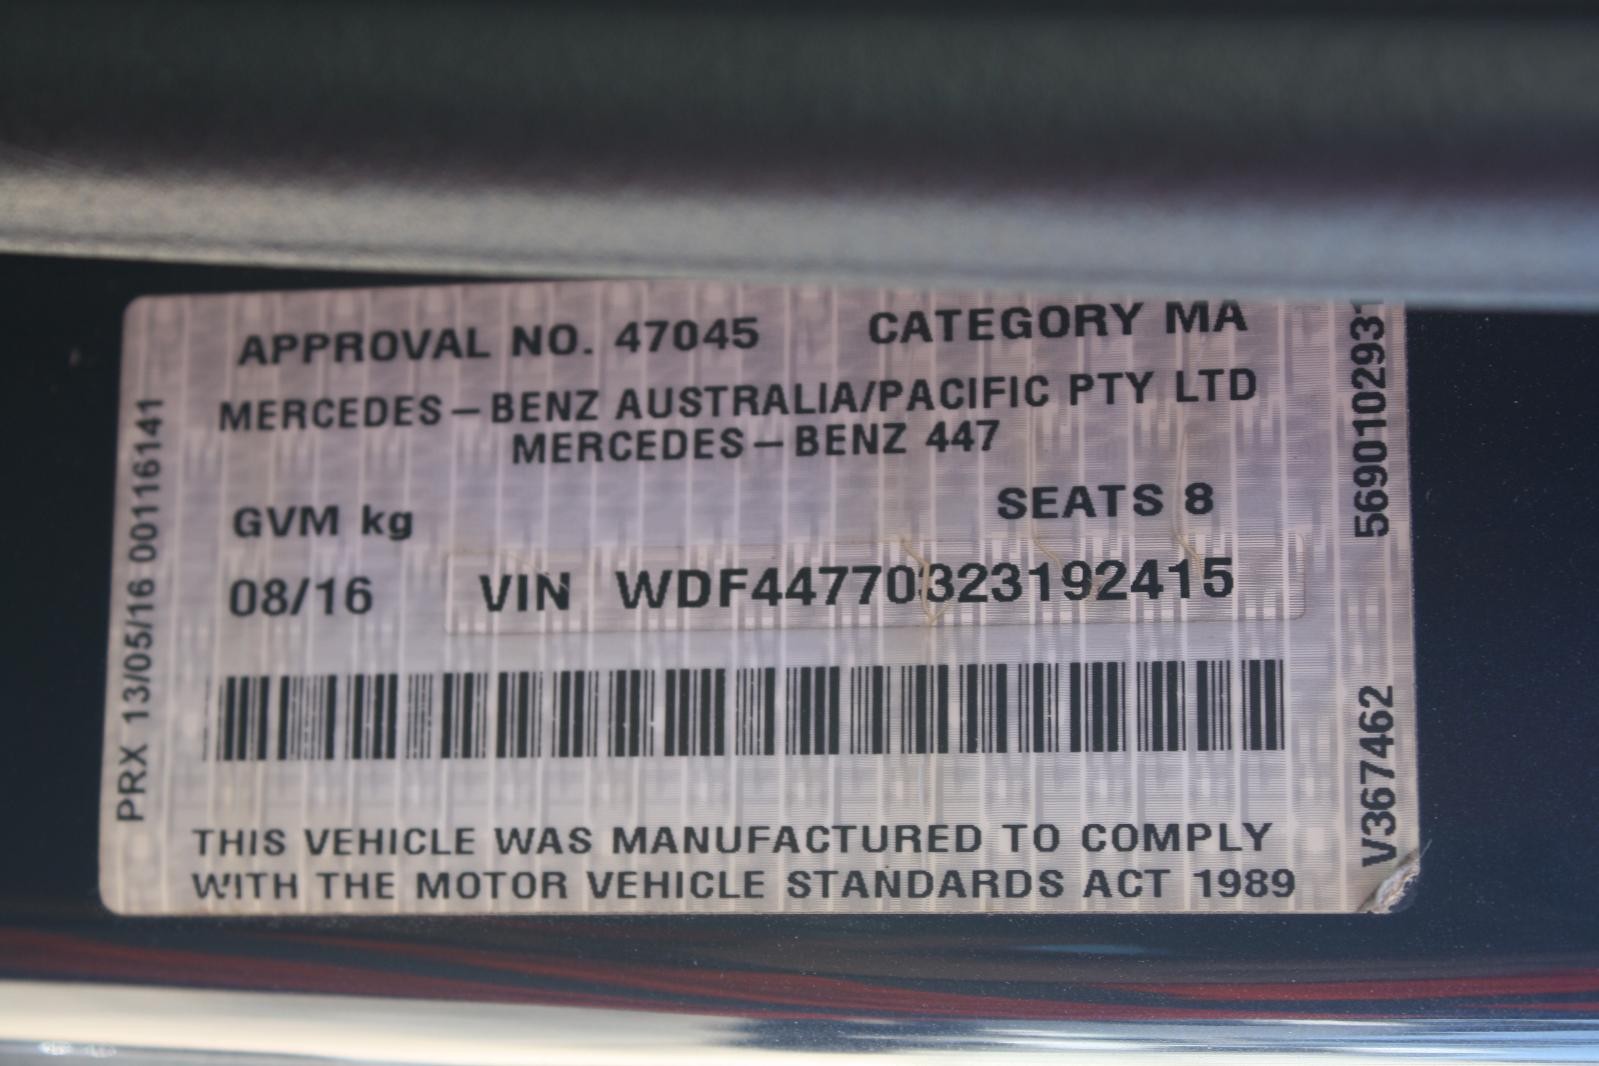 APPROVAL NO. 47045 CATEGORY MA
MERCEDES-BENZ AUSTRALIA/PACIFIC PTY LTD
MERCEDES-BENZ 447
GVM kg SEATS 8
08/16 VIN WDF44770323192415
THIS VEHICLE WAS MANUFACTURED TO COMPLY
WITH THE MOTOR VEHICLE STANDARDS ACT 1989
PRX 13/05/16 00116141
V367462